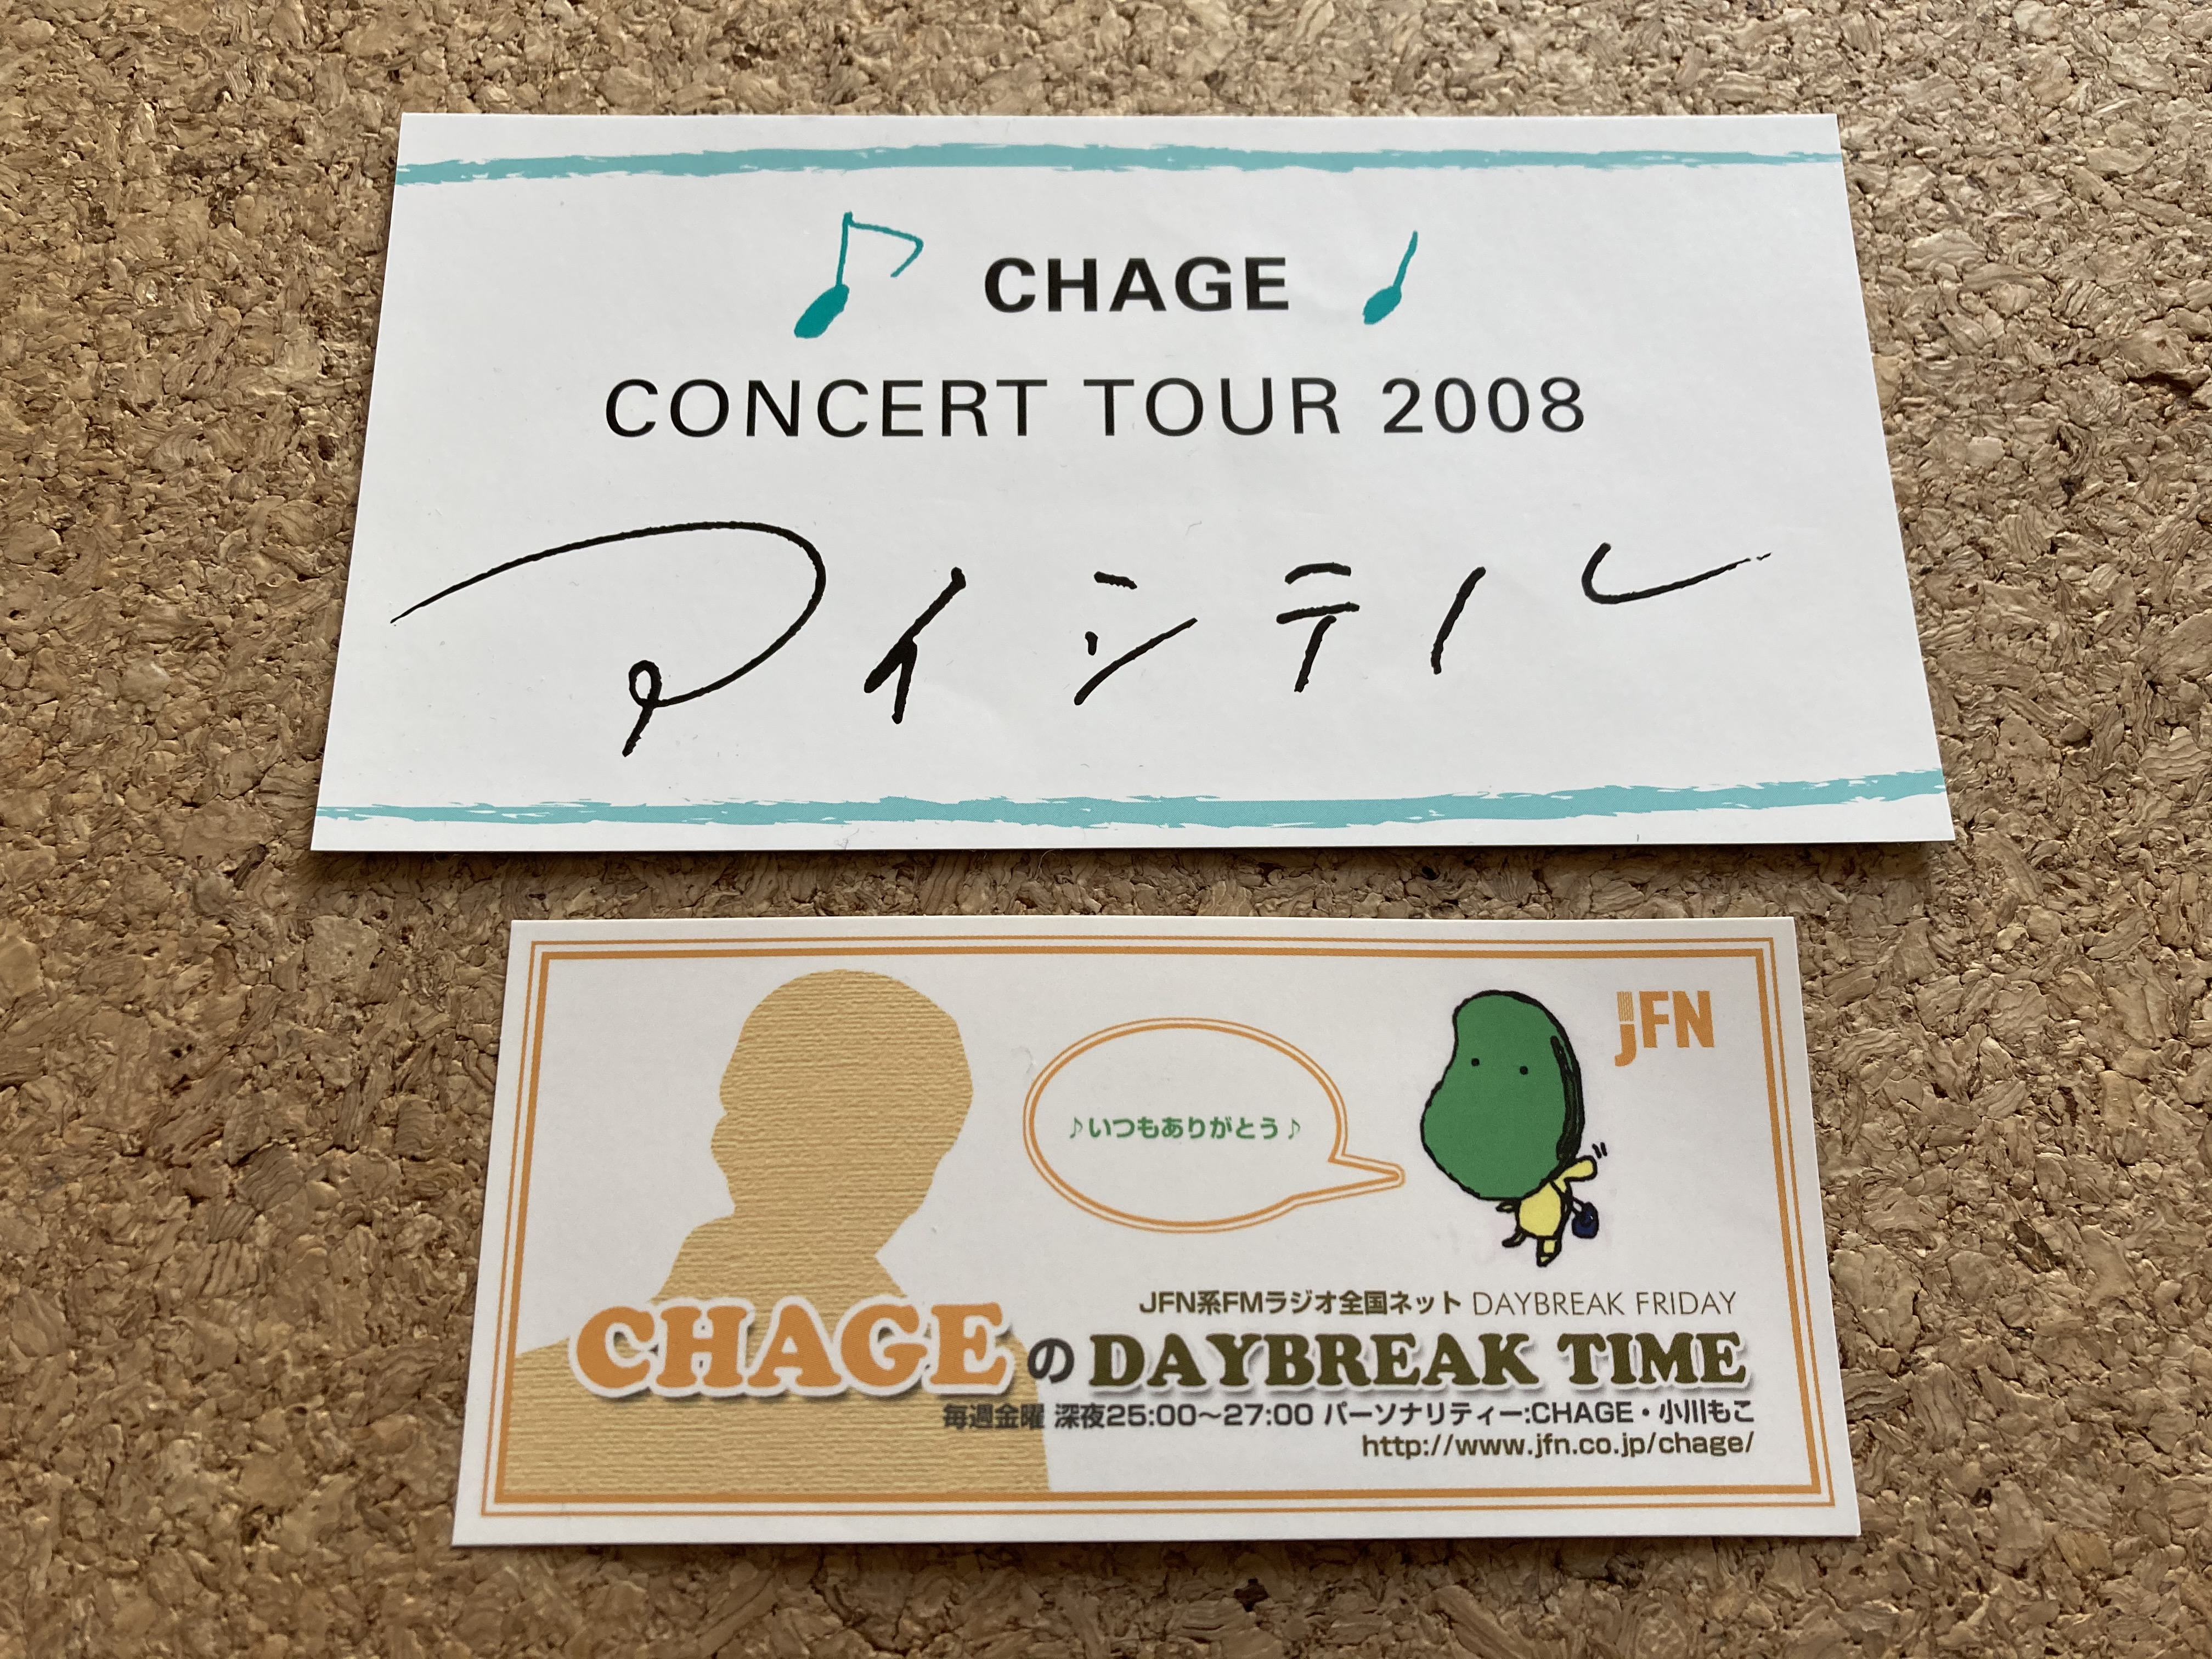 ♪ CHAGE ♩
CONCERT TOUR 2008
アイシテル
JFN
♪いつもありがとう♪
JFN系FMラジオ全国ネット DAYBREAK FRIDAY
CHAGEのDAYBREAK TIME
毎週金曜 深夜25:00～27:00 パーソナリティー:CHAGE・小川もこ
http://www.jfn.co.jp/chage/